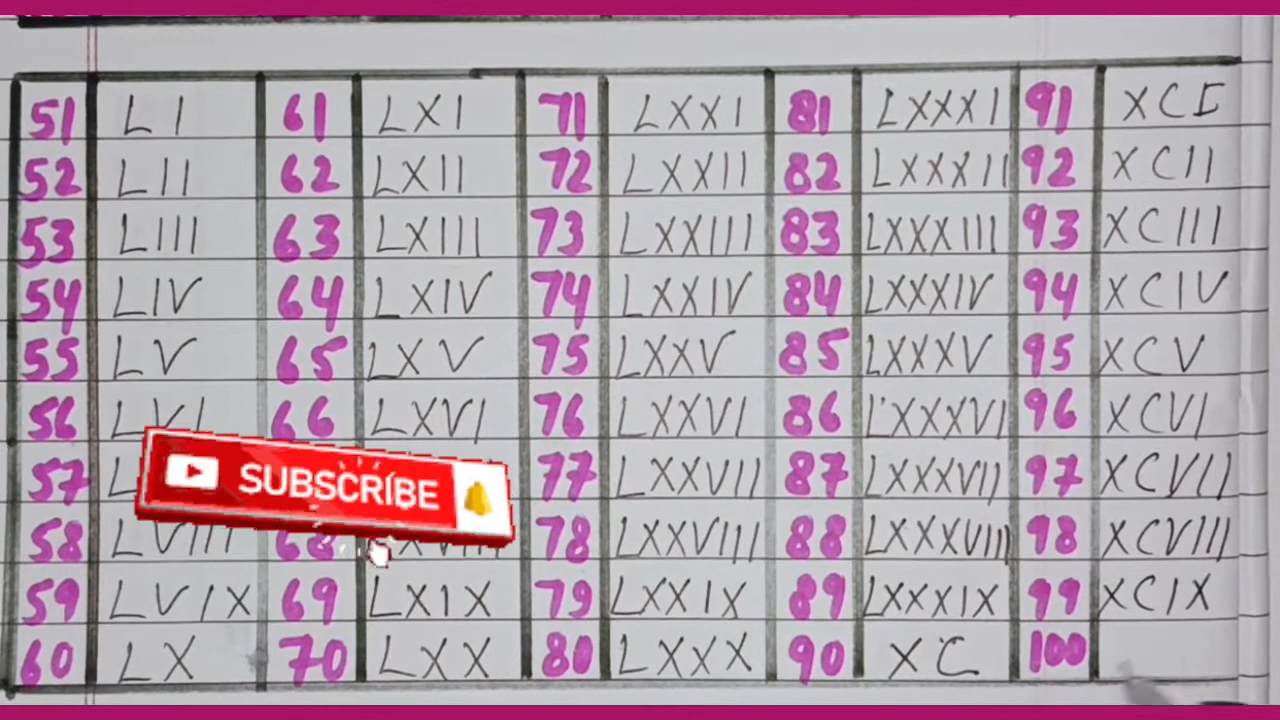 51 LI 61 LXI 71 LXXI 81 LXXXI 91 XCI
52 LII 62 LXII 72 LXXII 82 LXXXII 92 XCII
53 LIII 63 LXIII 73 LXXIII 83 LXXXIII 93 XCIII
54 LIV 64 LXIV 74 LXXIV 84 LXXXIV 94 XCIV
55 LV 65 LXV 75 LXXV 85 LXXXV 95 XCV
56 LVI 66 LXVI 76 LXXVI 86 LXXXVI 96 XCVI
57 77 LXXVII 87 LXXXVII 97 XCVII
SUBSCRIBE
58 LVIII 68 78 LXXVIII 88 LXXXVIII 98 XCVIII
59 LVIX 69 LXIX 79 LXXIX 89 LXXXIX 99 XCIX
60 LX 70 LXX 80 LXXX 90 XC 100